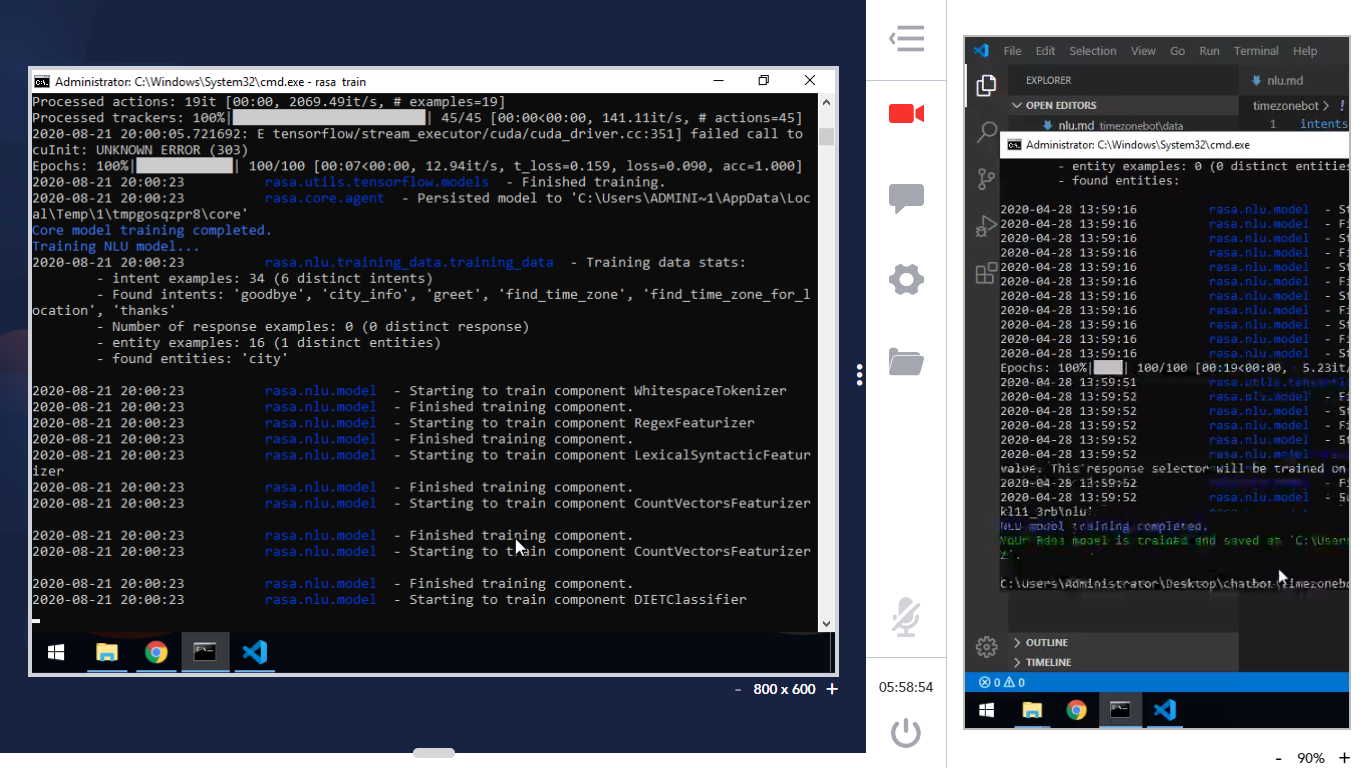 Administrator: C:\Windows\System32\cmd.exe - rasa train
Processed actions: 19it [00:00, 2069.49it/s, # examples=19]
Processed trackers: 100%| | 45/45 [00:00<00:00, 141.11it/s, # actions=45]
2020-08-21 20:00:05.721692: E tensorflow/stream_executor/cuda/cuda_driver.cc:351] failed call to
cuInit: UNKNOWN ERROR (303)
Epochs: 100%| | 100/100 [00:07<00:00, 12.94it/s, t_loss=0.159, loss=0.090, acc=1.000]
2020-08-21 20:00:23 rasa.utils.tensorflow.models - Finished training.
2020-08-21 20:00:23 rasa.core.agent - Persisted model to 'C:\Users\ADMINI~1\AppData\Loc
al\Temp\1\tmpgosqzpr8\core'
Core model training completed.
Training NLU model...
2020-08-21 20:00:23 rasa.nlu.training_data.training_data - Training data stats:
- intent examples: 34 (6 distinct intents)
- Found intents: 'goodbye', 'city_info', 'greet', 'find_time_zone', 'find_time_zone_for_l
ocation', 'thanks'
- Number of response examples: 0 (0 distinct response)
- entity examples: 16 (1 distinct entities)
- found entities: 'city'
2020-08-21 20:00:23 rasa.nlu.model - Starting to train component WhitespaceTokenizer
2020-08-21 20:00:23 rasa.nlu.model - Finished training component.
2020-08-21 20:00:23 rasa.nlu.model - Starting to train component RegexFeaturizer
2020-08-21 20:00:23 rasa.nlu.model - Finished training component.
2020-08-21 20:00:23 rasa.nlu.model - Starting to train component LexicalSyntacticFeatur
izer
2020-08-21 20:00:23 rasa.nlu.model - Finished training component.
2020-08-21 20:00:23 rasa.nlu.model - Starting to train component CountVectorsFeaturizer
2020-08-21 20:00:23 rasa.nlu.model - Finished training component.
2020-08-21 20:00:23 rasa.nlu.model - Starting to train component CountVectorsFeaturizer
2020-08-21 20:00:23 rasa.nlu.model - Finished training component.
2020-08-21 20:00:23 rasa.nlu.model - Starting to train component DIETClassifier
- 800 x 600 +
05:58:54
File Edit Selection View Go Run Terminal Help
EXPLORER
nlu.md
OPEN EDITORS
timezonebot > !
nlu.md timezonebot\data
1 intents
Administrator: C:\Windows\System32\cmd.exe
- entity examples: 0 (0 distinct entities
- found entities:
2020-04-28 13:59:16 rasa.nlu.model - St
2020-04-28 13:59:16 rasa.nlu.model - Fi
2020-04-28 13:59:16 rasa.nlu.model - St
2020-04-28 13:59:16 rasa.nlu.model - Fi
2020-04-28 13:59:16 rasa.nlu.model - St
2020-04-28 13:59:16 rasa.nlu.model - Fi
2020-04-28 13:59:16 rasa.nlu.model - St
2020-04-28 13:59:16 rasa.nlu.model - Fi
2020-04-28 13:59:16 rasa.nlu.model - St
2020-04-28 13:59:16 rasa.nlu.model - Fi
2020-04-28 13:59:16 rasa.nlu.model - St
Epochs: 100%| | 100/100 [00:19<00:00, 5.23it/
2020-04-28 13:59:51
2020-04-28 13:59:52 rasa.nlu.model - Fi
2020-04-28 13:59:52 rasa.nlu.model - St
2020-04-28 13:59:52 rasa.nlu.model - Fi
2020-04-28 13:59:52 rasa.nlu.model - St
2020-04-28 13:59:52 rasa.nlu.model
value. This response selector will be trained on
2020-04-28 13:59:52 - Fi
2020-04-28 13:59:52 rasa.nlu.model
kl11_3rb\nlu'
NLU model training completed.
Your Rasa model is trained and saved at 'C:\Users
C:\Users\Administrator\Desktop\chatbot\timezonebo
OUTLINE
TIMELINE
0 0
- 90% +